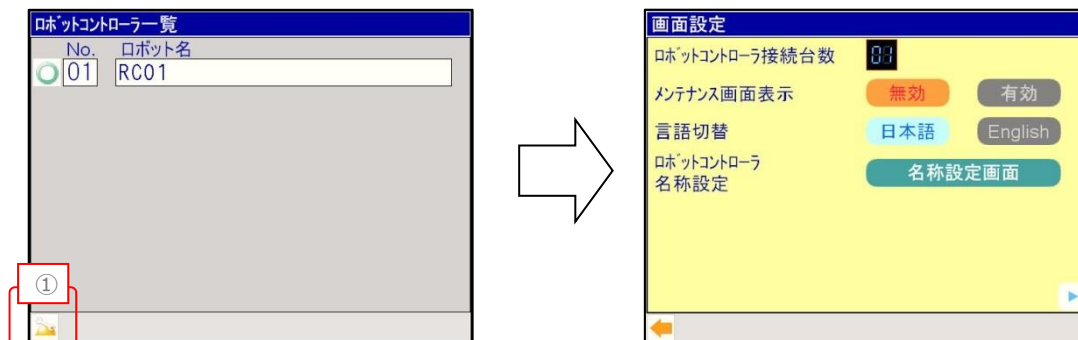 ロボットコントローラ一覧
No. ロボット名
01 RC01
①
画面設定
ロボットコントローラ接続台数 01
メンテナンス画面表示 無効 有効
言語切替 日本語 English
ロボットコントローラ
名称設定 名称設定画面